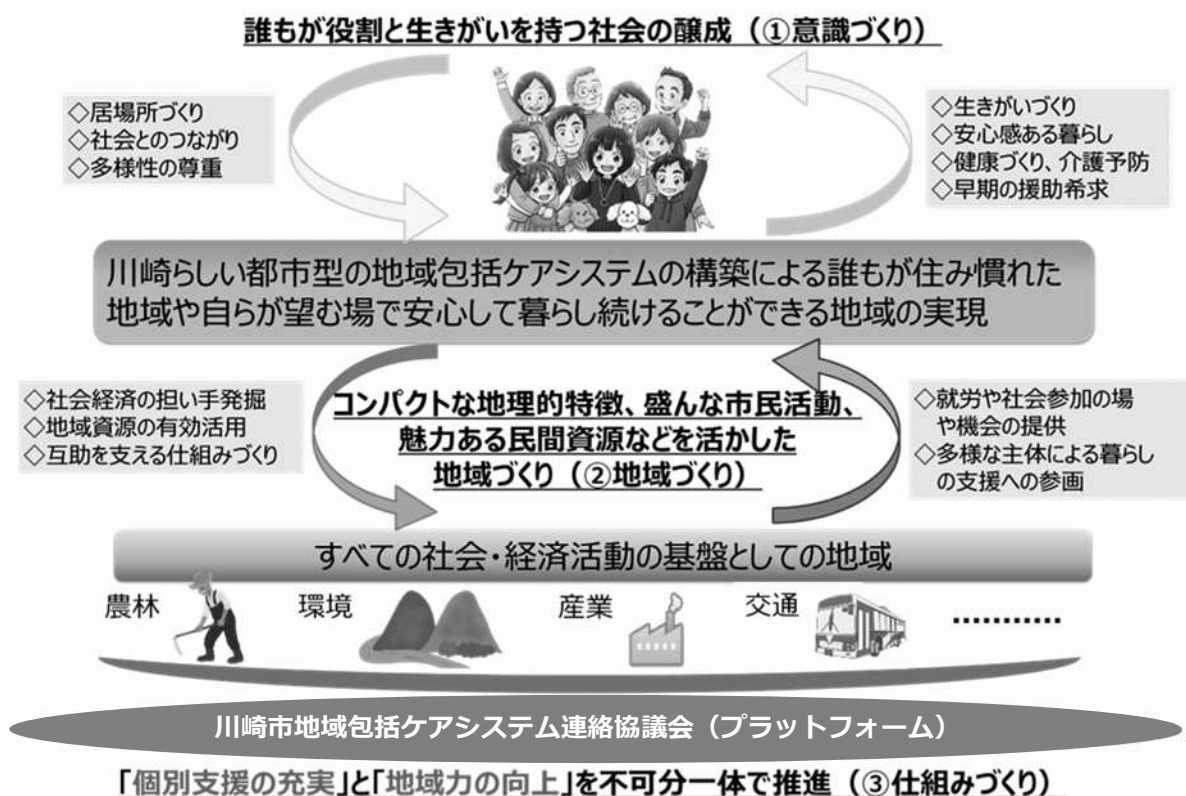 誰もが役割と生きがいを持つ社会の醸成（①意識づくり）
◇居場所づくり
◇社会とのつながり
◇多様性の尊重
◇生きがいづくり
◇安心感ある暮らし
◇健康づくり、介護予防
◇早期の援助希求
川崎らしい都市型の地域包括ケアシステムの構築による誰もが住み慣れた
地域や自らが望む場で安心して暮らし続けることができる地域の実現
◇社会経済の担い手発掘
◇地域資源の有効活用
◇互助を支える仕組みづくり
コンパクトな地理的特徴、盛んな市民活動、
魅力ある民間資源などを活かした
地域づくり（②地域づくり）
◇就労や社会参加の場
や機会の提供
◇多様な主体による暮らし
の支援への参画
すべての社会・経済活動の基盤としての地域
農林
環境
産業
交通
…………
川崎市地域包括ケアシステム連絡協議会（プラットフォーム）
「個別支援の充実」と「地域力の向上」を不可分一体で推進（③仕組みづくり）